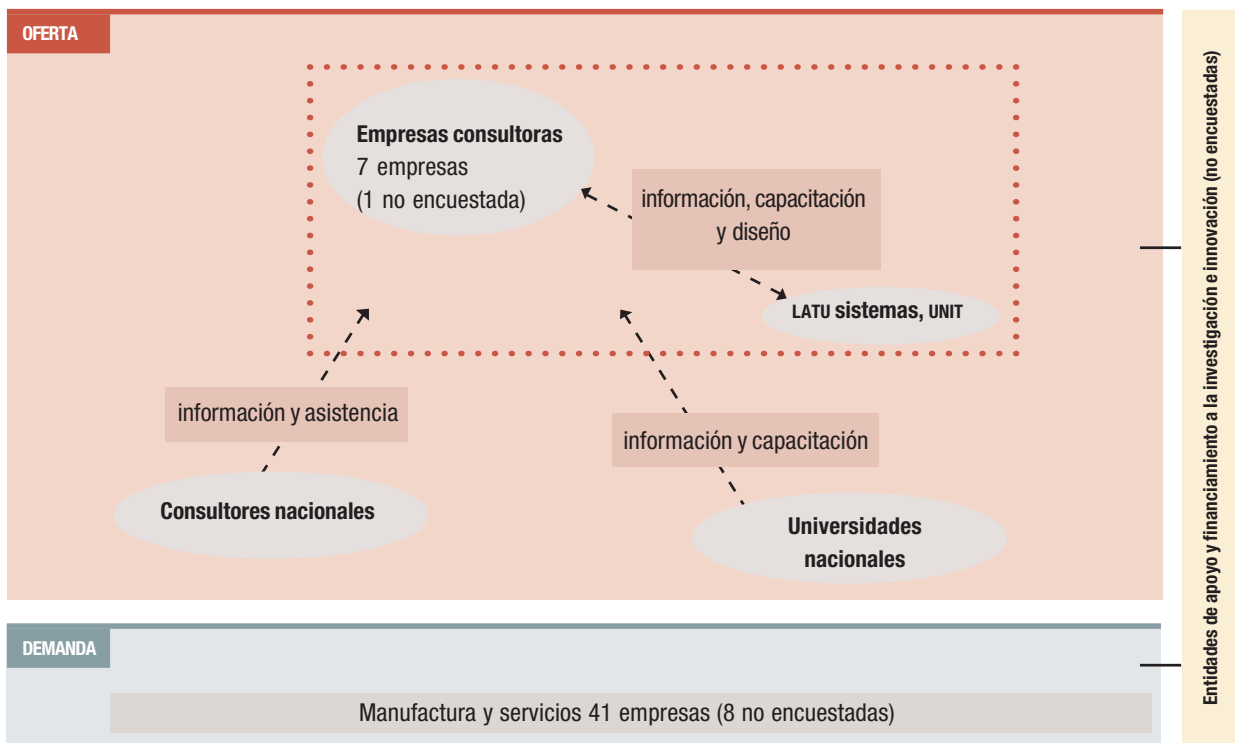 OFERTA
Empresas consultoras
7 empresas
(1 no encuestada)
información, capacitación
y diseño
LATU sistemas, UNIT
información y asistencia
información y capacitación
Consultores nacionales
Universidades
nacionales
DEMANDA
Manufactura y servicios 41 empresas (8 no encuestadas)
Entidades de apoyo y financiamiento a la investigación e innovación (no encuestadas)